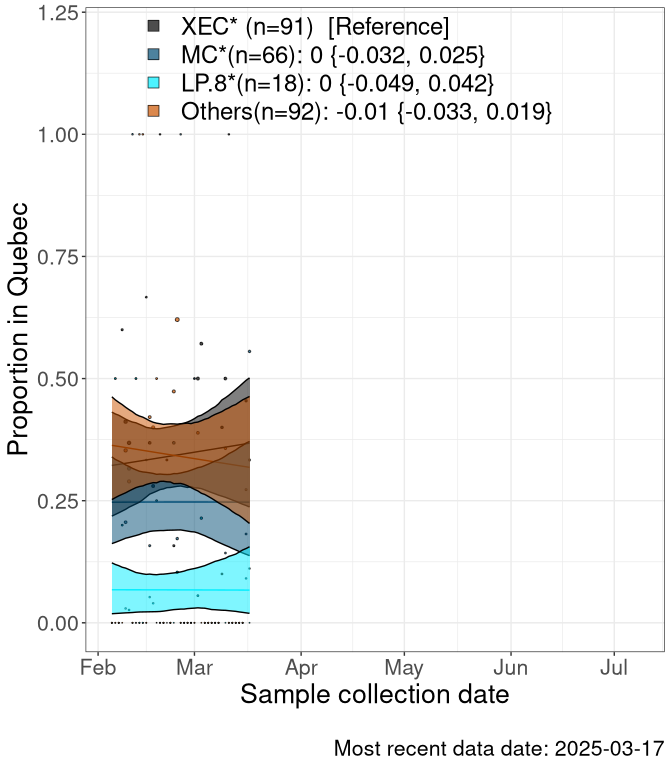 XEC* (n=91) [Reference]
MC*(n=66): 0 {-0.032, 0.025}
LP.8*(n=18): 0 {-0.049, 0.042}
Others(n=92): -0.01 {-0.033, 0.019}
1.25
1.00
0.75
0.50
0.25
0.00
Proportion in Quebec
Feb Mar Apr May Jun Jul
Sample collection date
Most recent data date: 2025-03-17